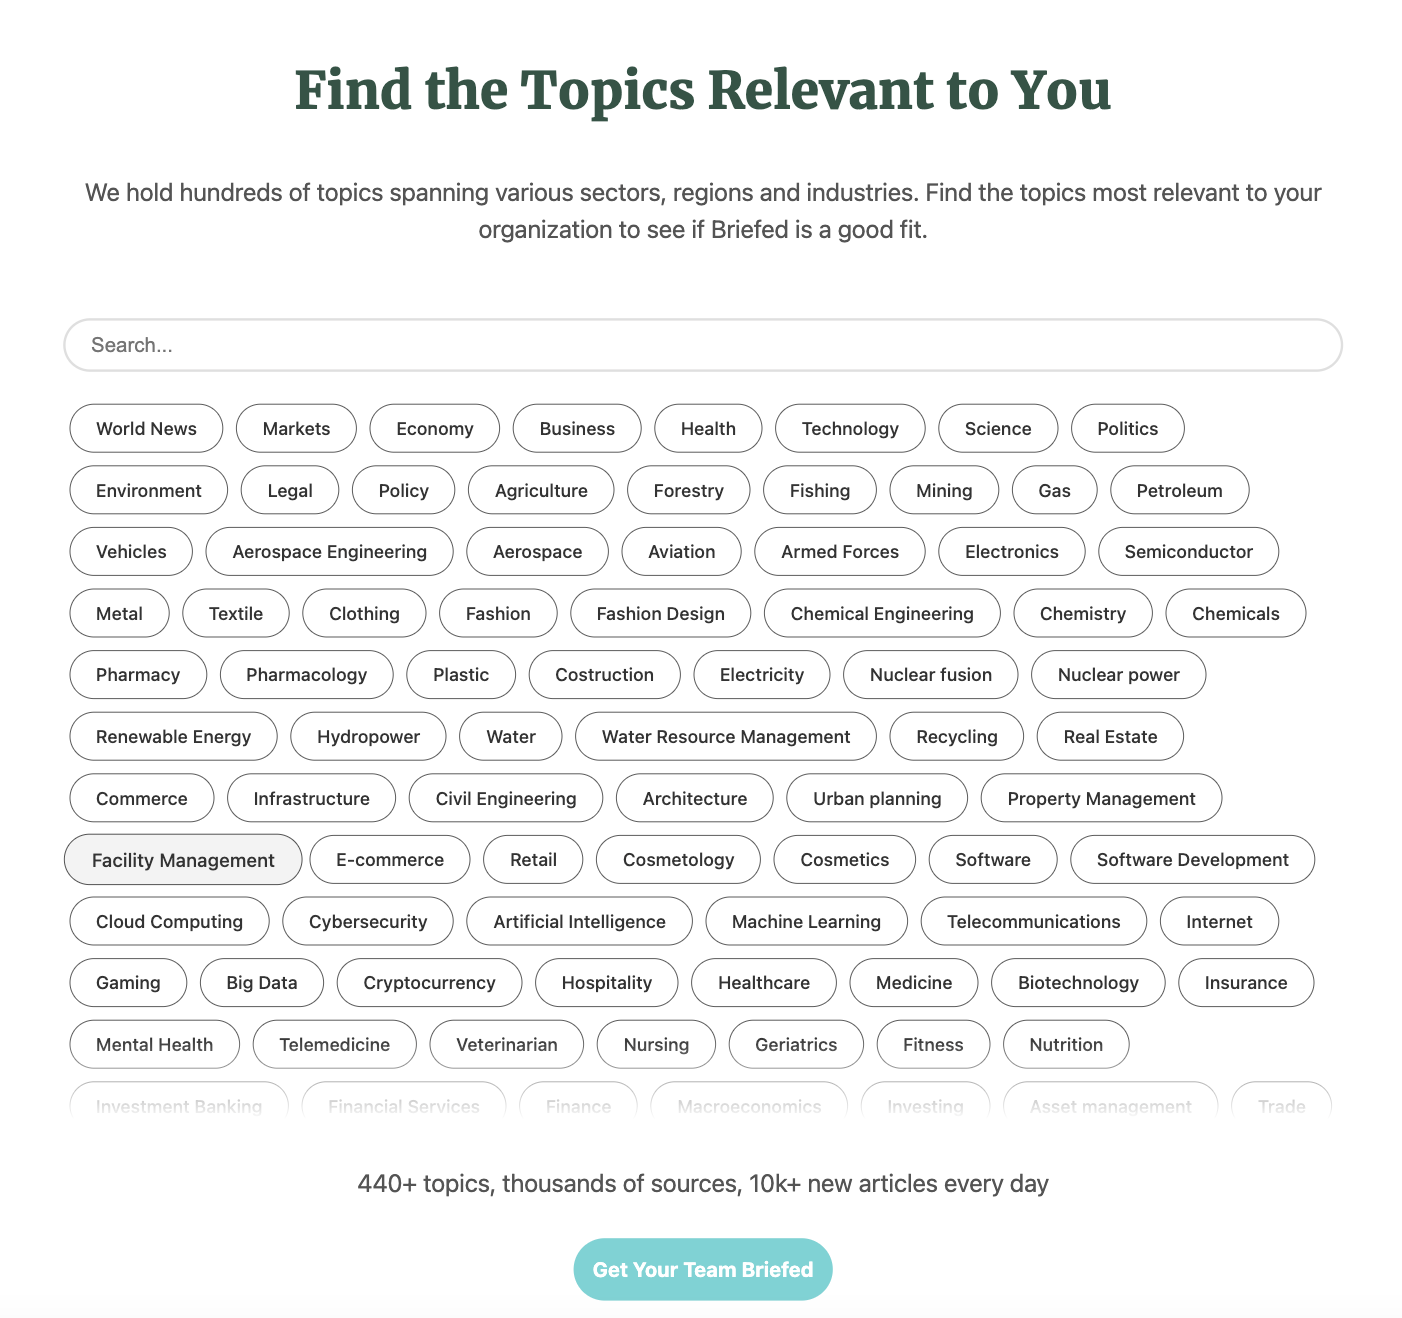 Find the Topics Relevant to You
We hold hundreds of topics spanning various sectors, regions and industries. Find the topics most relevant to your
organization to see if Briefed is a good fit.
Search...
World News Markets Economy Business Health Technology Science Politics
Environment Legal Policy Agriculture Forestry Fishing Mining Gas Petroleum
Vehicles Aerospace Engineering Aerospace Aviation Armed Forces Electronics Semiconductor
Metal Textile Clothing Fashion Fashion Design Chemical Engineering Chemistry Chemicals
Pharmacy Pharmacology Plastic Costruction Electricity Nuclear fusion Nuclear power
Renewable Energy Hydropower Water Water Resource Management Recycling Real Estate
Commerce Infrastructure Civil Engineering Architecture Urban planning Property Management
Facility Management E-commerce Retail Cosmetology Cosmetics Software Software Development
Cloud Computing Cybersecurity Artificial Intelligence Machine Learning Telecommunications Internet
Gaming Big Data Cryptocurrency Hospitality Healthcare Medicine Biotechnology Insurance
Mental Health Telemedicine Veterinarian Nursing Geriatrics Fitness Nutrition
Investment Banking Financial Services Finance Macroeconomics Investing Asset management Trade
440+ topics, thousands of sources, 10k+ new articles every day
Get Your Team Briefed